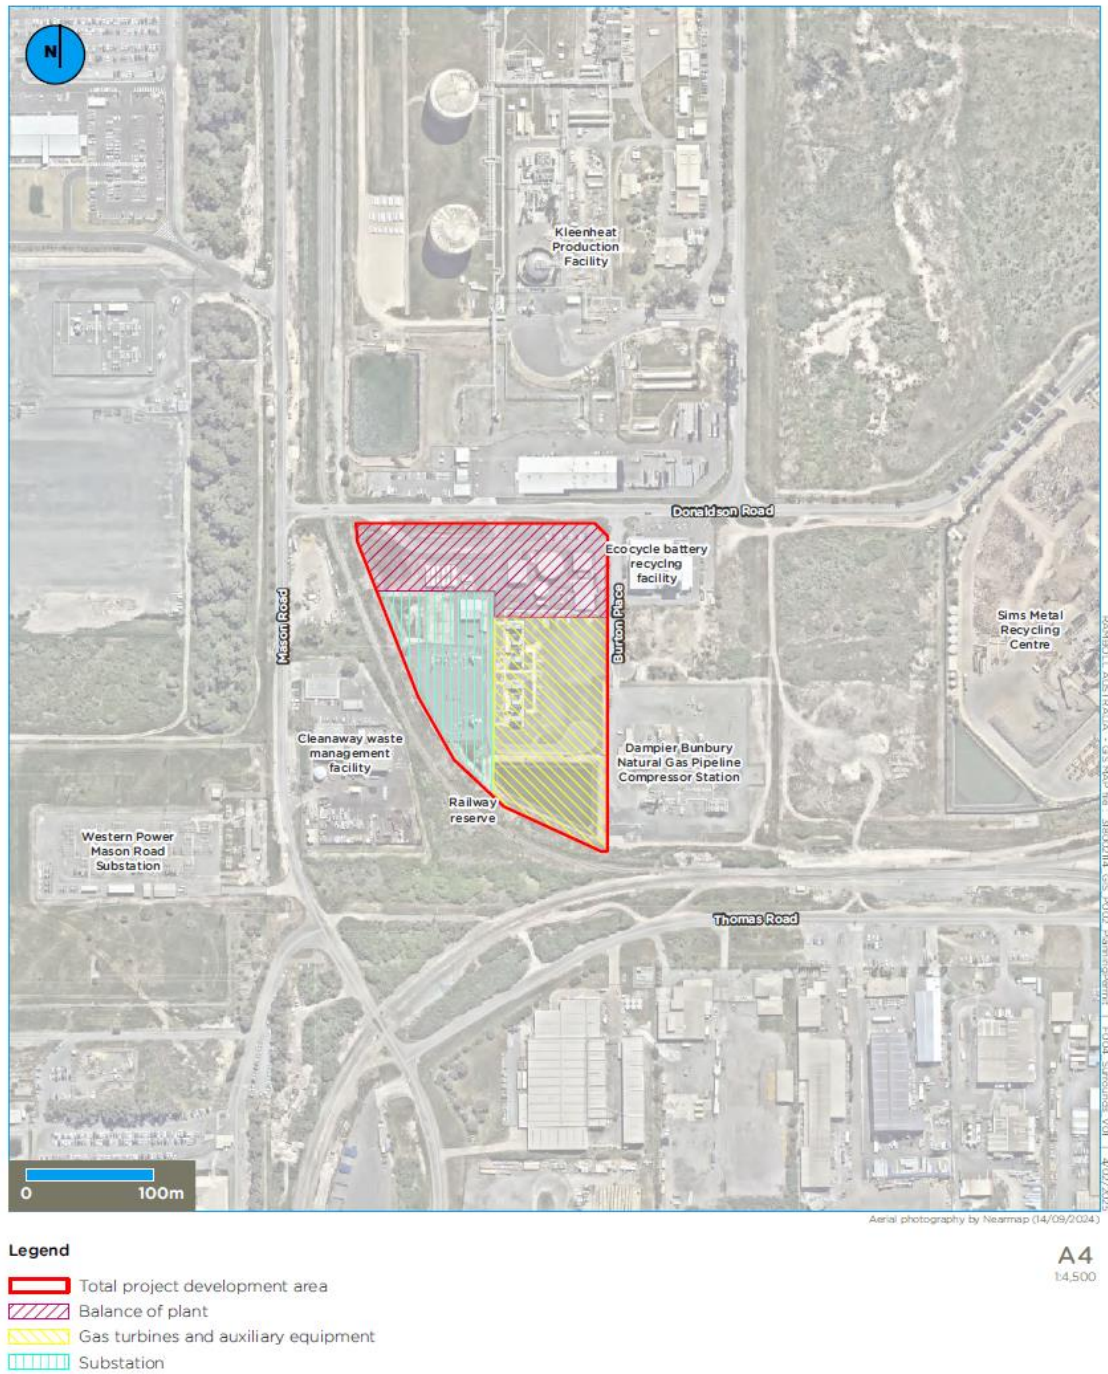 N
Kleenheat
Production
Facility
Donaldson Road
Ecocycle battery
recyclng
facility
Burton Place
Mason Road
Sims Metal
Recycling
Centre
Cleanaway waste
management
facility
Dampier Bunbury
Natural Gas Pipeline
Compressor Station
Railway
reserve
Western Power
Mason Road
Substation
Thomas Road
0 100m
Aerial photography by Nearmap (14/09/2024)
Legend
A4
1:4,500
Total project development area
Balance of plant
Gas turbines and auxiliary equipment
Substation